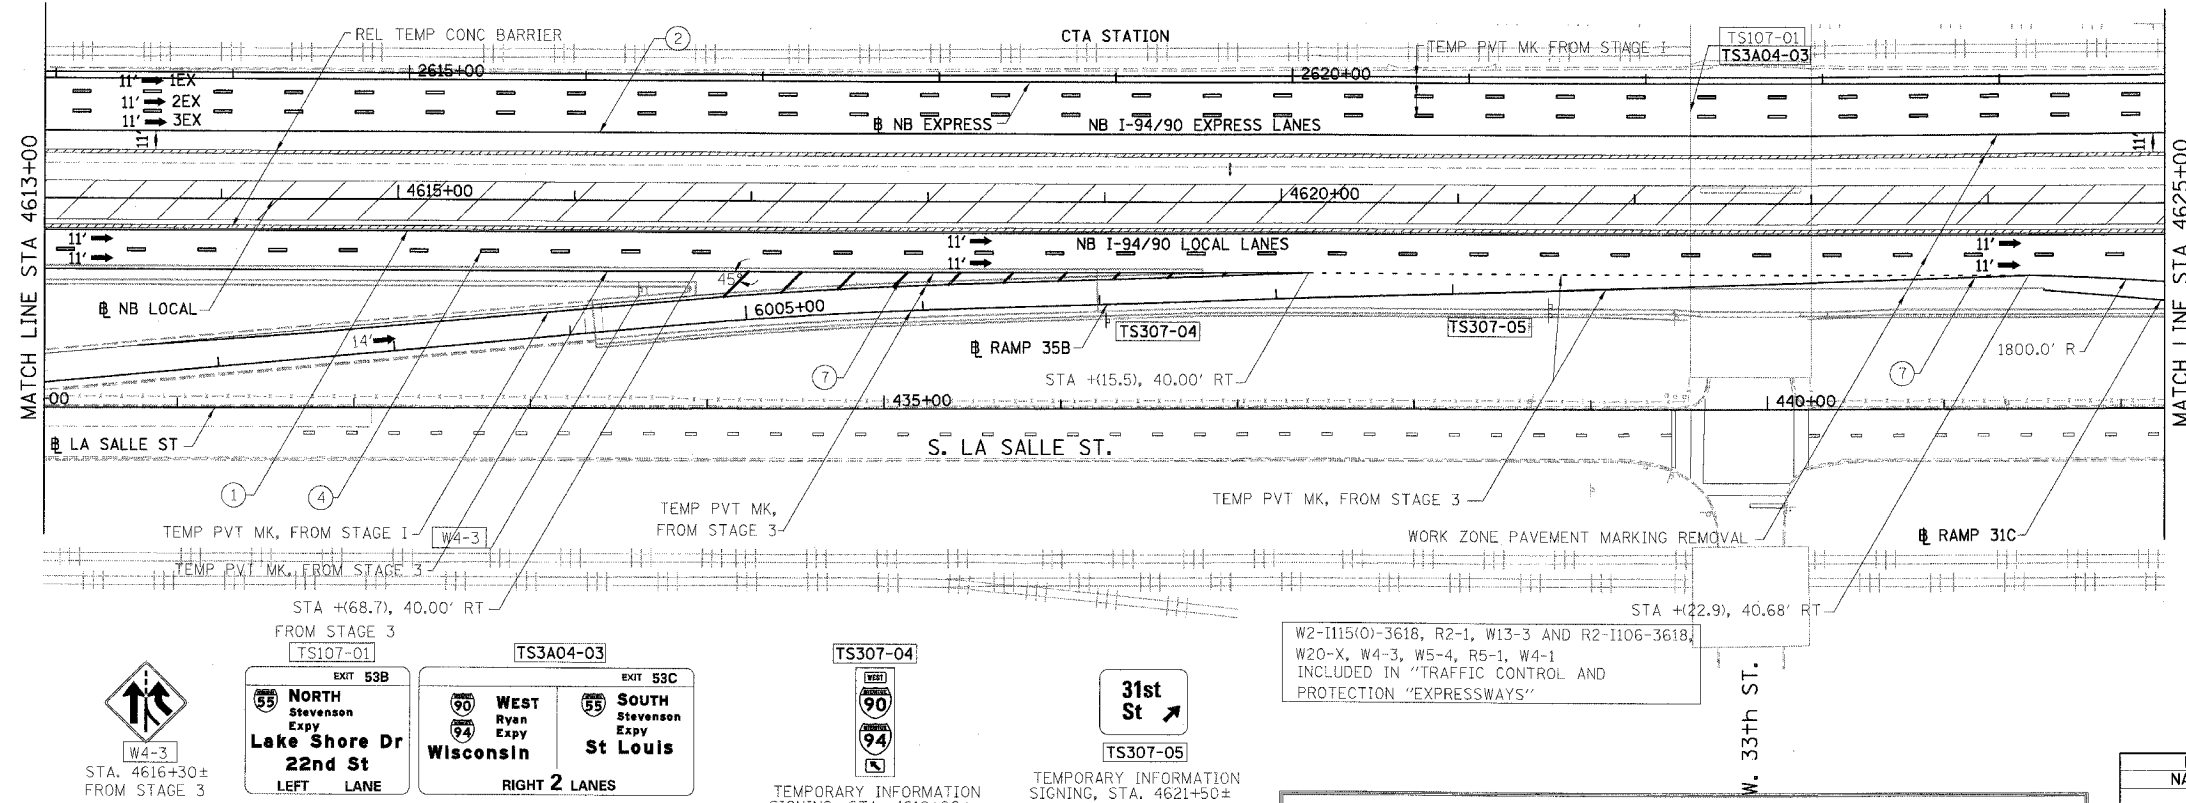 REL TEMP CONC BARRIER
2
CTA STATION
TEMP PVT MK FROM STAGE I
TS107-01
TS3A04-03
2615+00
2620+00
11' 1EX
11' 2EX
11' 3EX
11'
11'
℄ NB EXPRESS
NB I-94/90 EXPRESS LANES
MATCH LINE STA 4613+00
MATCH LINE STA 4625+00
4615+00
4620+00
11'
11'
11'
11'
NB I-94/90 LOCAL LANES
11'
11'
45°
℄ NB LOCAL
6005+00
14'
TS307-04
TS307-05
℄ RAMP 35B
1800.0' R
STA +(15.5), 40.00' RT
7
7
00
435+00
440+00
℄ LA SALLE ST
S. LA SALLE ST.
1
4
TEMP PVT MK, FROM STAGE I
W4-3
TEMP PVT MK,
FROM STAGE 3
TEMP PVT MK, FROM STAGE 3
WORK ZONE PAVEMENT MARKING REMOVAL
℄ RAMP 31C
TEMP PVT MK, FROM STAGE 3
STA +(68.7), 40.00' RT
FROM STAGE 3
STA +(22.9), 40.68' RT
W2-I115(O)-3618, R2-1, W13-3 AND R2-I106-3618,
W20-X, W4-3, W5-4, R5-1, W4-1
INCLUDED IN "TRAFFIC CONTROL AND
PROTECTION "EXPRESSWAYS"
W. 33th ST.
W4-3
STA. 4616+30±
FROM STAGE 3
TS107-01
EXIT 53B
55 NORTH
Stevenson
Expy
Lake Shore Dr
22nd St
LEFT LANE
TS3A04-03
EXIT 53C
90 WEST
94 Ryan
Expy
Wisconsin
55 SOUTH
Stevenson
Expy
St Louis
RIGHT 2 LANES
TS307-04
WEST
90
94
TEMPORARY INFORMATION
31st
St
TS307-05
TEMPORARY INFORMATION
SIGNING, STA. 4621+50±